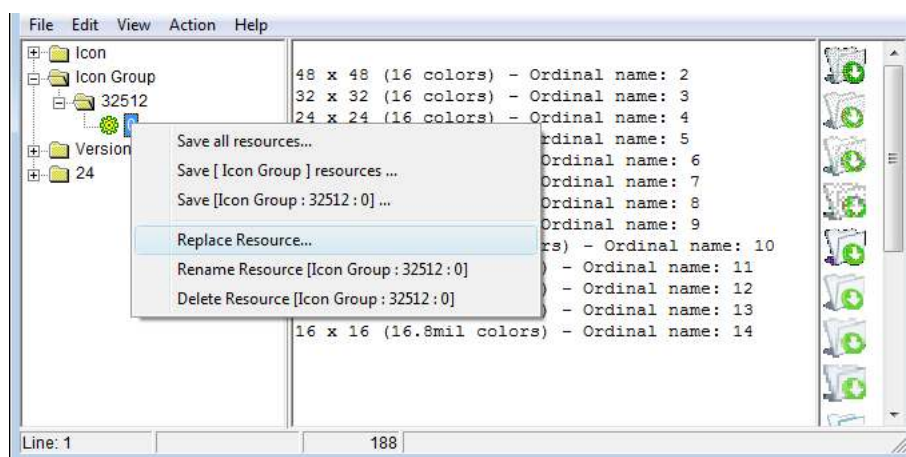 File Edit View Action Help
Icon
Icon Group
32512
0
Version
24
48 x 48 (16 colors) - Ordinal name: 2
32 x 32 (16 colors) - Ordinal name: 3
24 x 24 (16 colors) - Ordinal name: 4
rdinal name: 5
Ordinal name: 6
Ordinal name: 7
Ordinal name: 8
Ordinal name: 9
rs) - Ordinal name: 10
) - Ordinal name: 11
) - Ordinal name: 12
) - Ordinal name: 13
16 x 16 (16.8mil colors) - Ordinal name: 14
Save all resources...
Save [ Icon Group ] resources ...
Save [Icon Group : 32512 : 0] ...
Replace Resource...
Rename Resource [Icon Group : 32512 : 0]
Delete Resource [Icon Group : 32512 : 0]
Line: 1
188